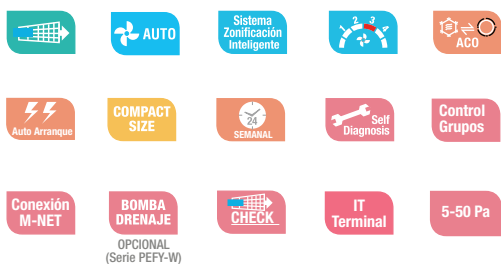 AUTO
Sistema
Zonificación
Inteligente
1 2 3 4
ACO
Auto Arranque
COMPACT
SIZE
24
SEMANAL
Self
Diagnosis
Control
Grupos
Conexión
M-NET
BOMBA
DRENAJE
OPCIONAL
(Serie PEFY-W)
CHECK
IT
Terminal
5-50 Pa